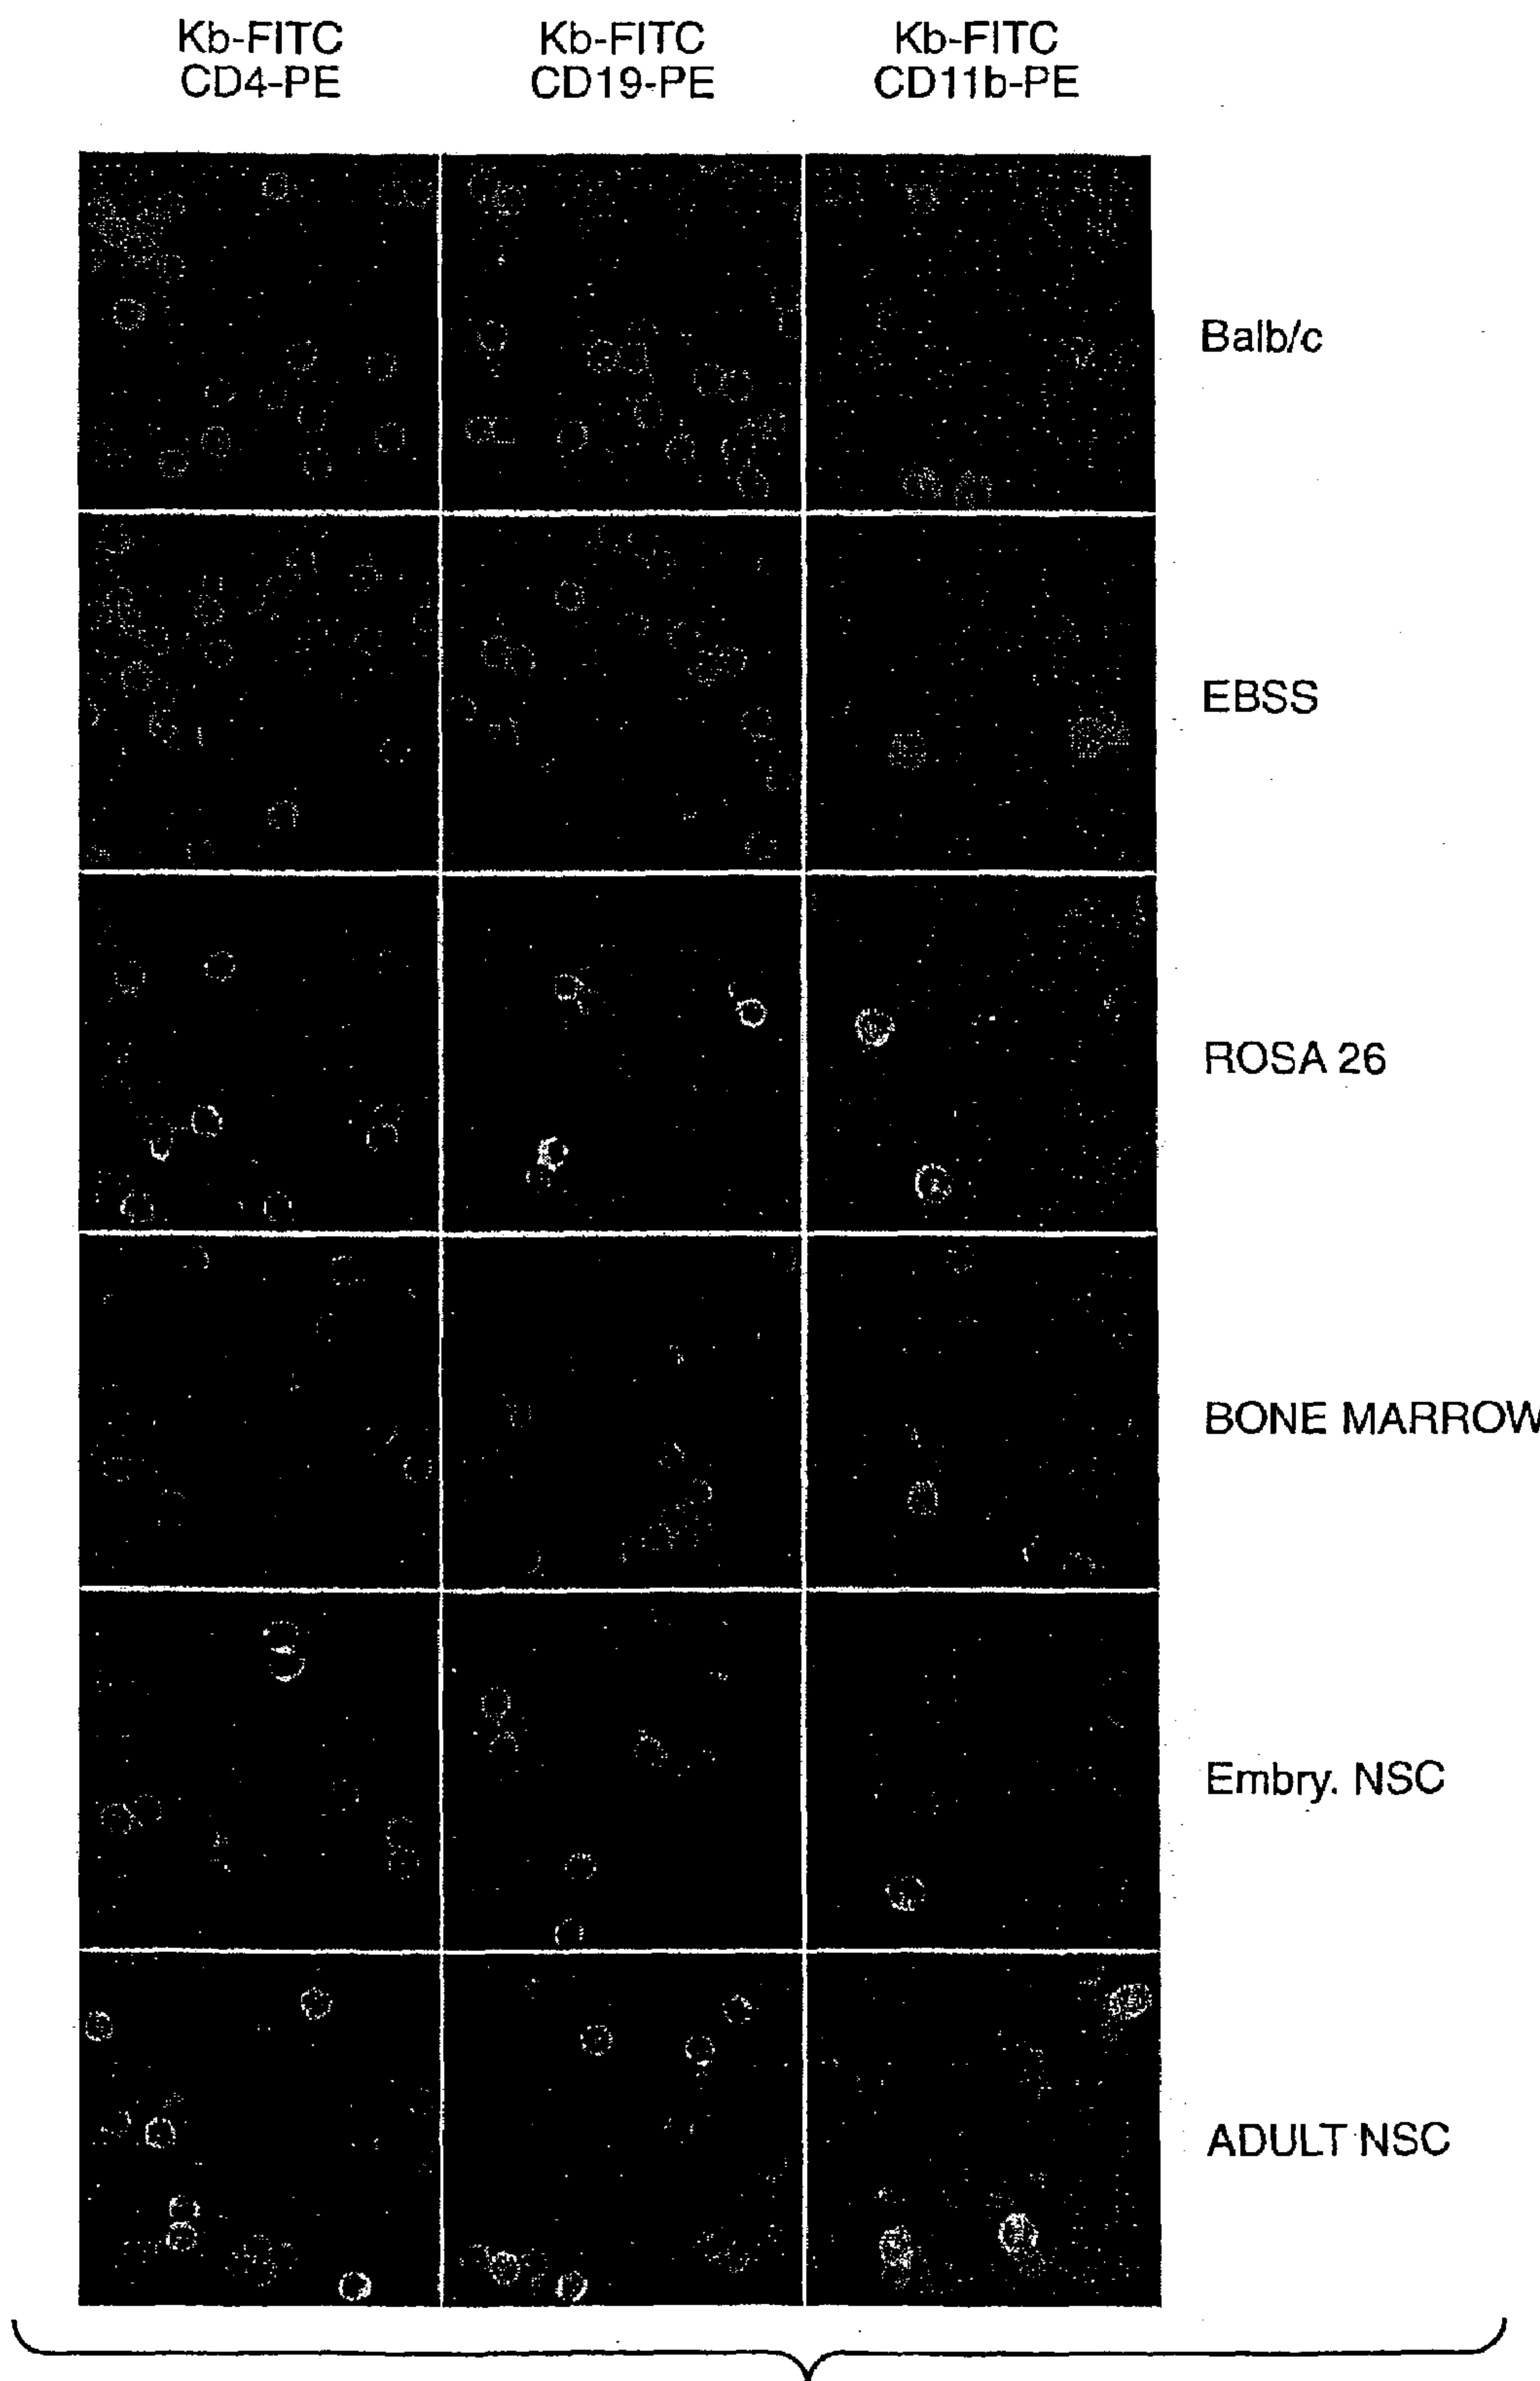 Kb-FITC Kb-FITC Kb-FITC
CD4-PE CD19-PE CD11b-PE
Balb/c
EBSS
ROSA 26
BONE MARROW
Embry. NSC
ADULT NSC